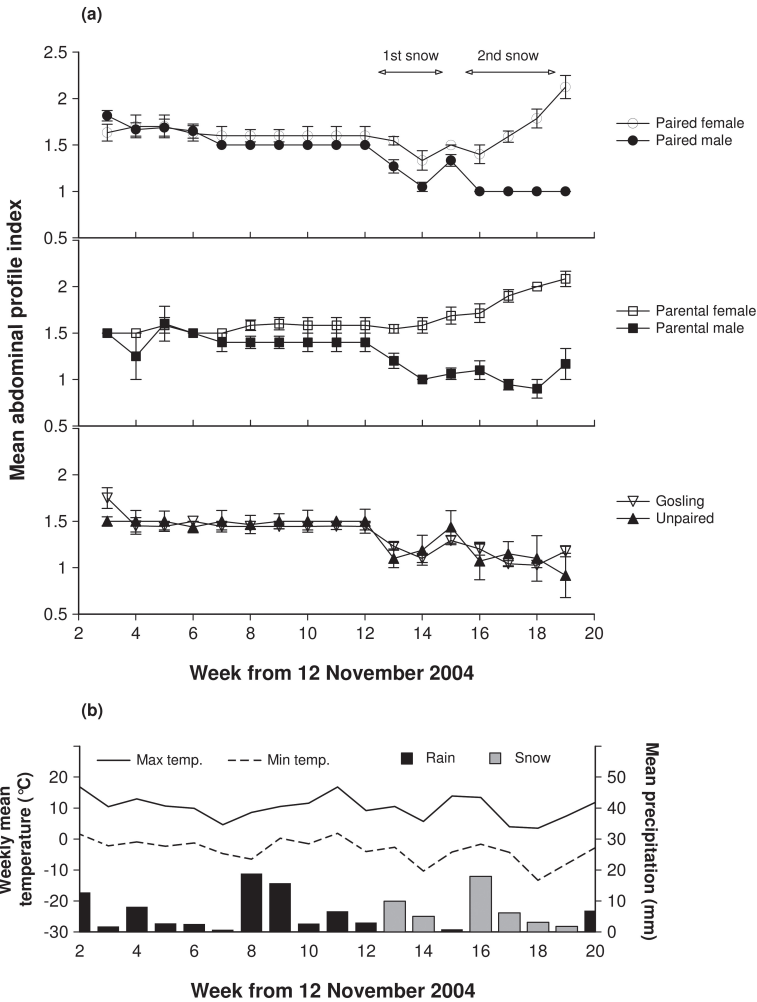 (a)
2.5
1st snow 2nd snow
2
1.5
1
0.5
Paired female
Paired male
2
1.5
1
0.5
Parental female
Parental male
2
1.5
1
0.5
Gosling
Unpaired
Mean abdominal profile index
2 4 6 8 10 12 14 16 18 20
Week from 12 November 2004
(b)
Max temp. Min temp. Rain Snow
20 50
10 40
0 30
-10 20
-20 10
-30 0
Weekly mean
temperature (°C)
Mean precipitation (mm)
2 4 6 8 10 12 14 16 18 20
Week from 12 November 2004